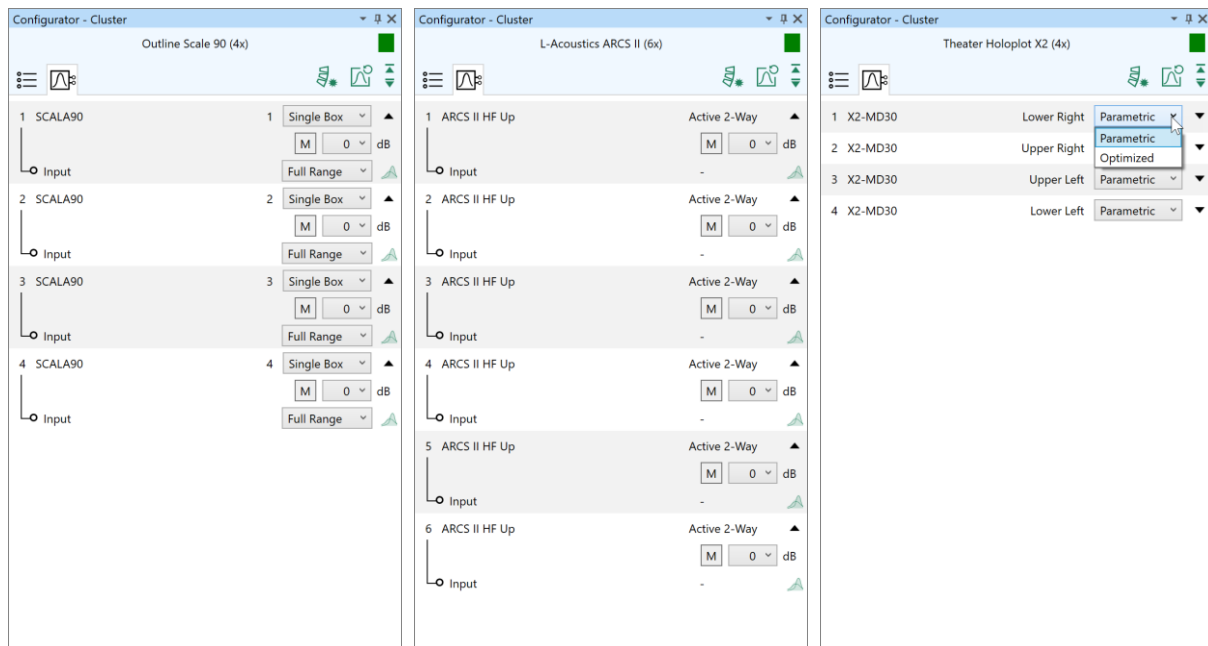 Configurator - Cluster
Outline Scale 90 (4x)
1 SCALA90 1 Single Box
M 0 dB
Input Full Range
2 SCALA90 2 Single Box
M 0 dB
Input Full Range
3 SCALA90 3 Single Box
M 0 dB
Input Full Range
4 SCALA90 4 Single Box
M 0 dB
Input Full Range
Configurator - Cluster
L-Acoustics ARCS II (6x)
1 ARCS II HF Up Active 2-Way
M 0 dB
Input -
2 ARCS II HF Up Active 2-Way
M 0 dB
Input -
3 ARCS II HF Up Active 2-Way
M 0 dB
Input -
4 ARCS II HF Up Active 2-Way
M 0 dB
Input -
5 ARCS II HF Up Active 2-Way
M 0 dB
Input -
6 ARCS II HF Up Active 2-Way
M 0 dB
Input -
Configurator - Cluster
Theater Holoplot X2 (4x)
1 X2-MD30 Lower Right Parametric
Parametric
2 X2-MD30 Upper Right
Optimized
3 X2-MD30 Upper Left Parametric
4 X2-MD30 Lower Left Parametric